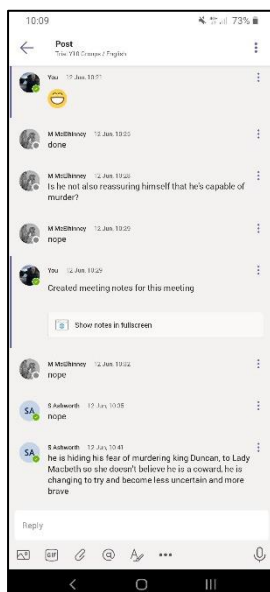 10:09 73%
Post
Trial Y10 Groups / English
You 12 Jun, 10:21
M McElhinney 12 Jun, 10:25
done
M McElhinney 12 Jun, 10:28
Is he not also reassuring himself that he's capable of
murder?
M McElhinney 12 Jun, 10:29
nope
You 12 Jun, 10:29
Created meeting notes for this meeting
Show notes in fullscreen
M McElhinney 12 Jun, 10:32
nope
SA
S Ashworth 12 Jun, 10:35
nope
SA
S Ashworth 12 Jun, 10:41
he is hiding his fear of murdering king Duncan, to Lady
Macbeth so she doesn't believe he is a coward, he is
changing to try and become less uncertain and more
brave
Reply
GIF